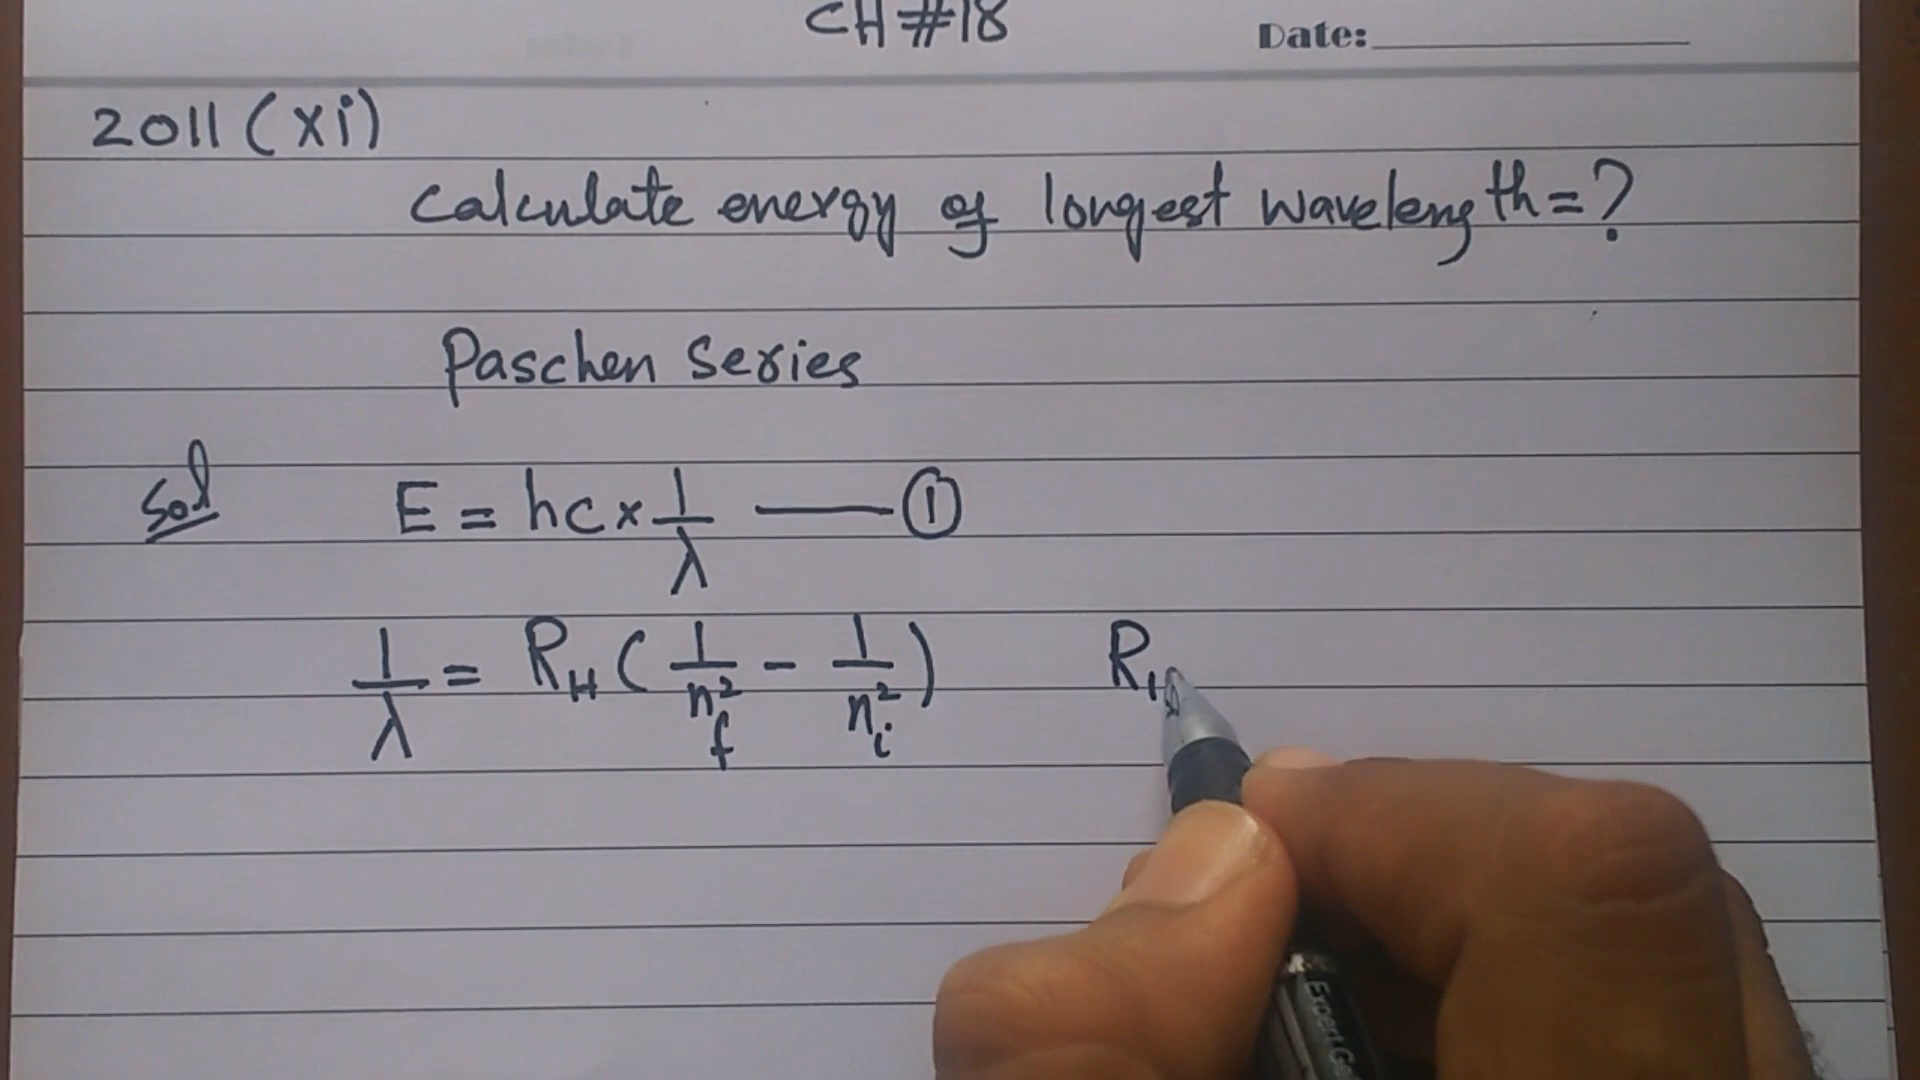 CH#18
Date:
2011 (xi)
Calculate energy of longest wavelength=?
Paschen Series
Sol E = hc × 1/λ —— ①
1/λ = R_H ( 1/n_f² - 1/n_i² ) R
Expert G